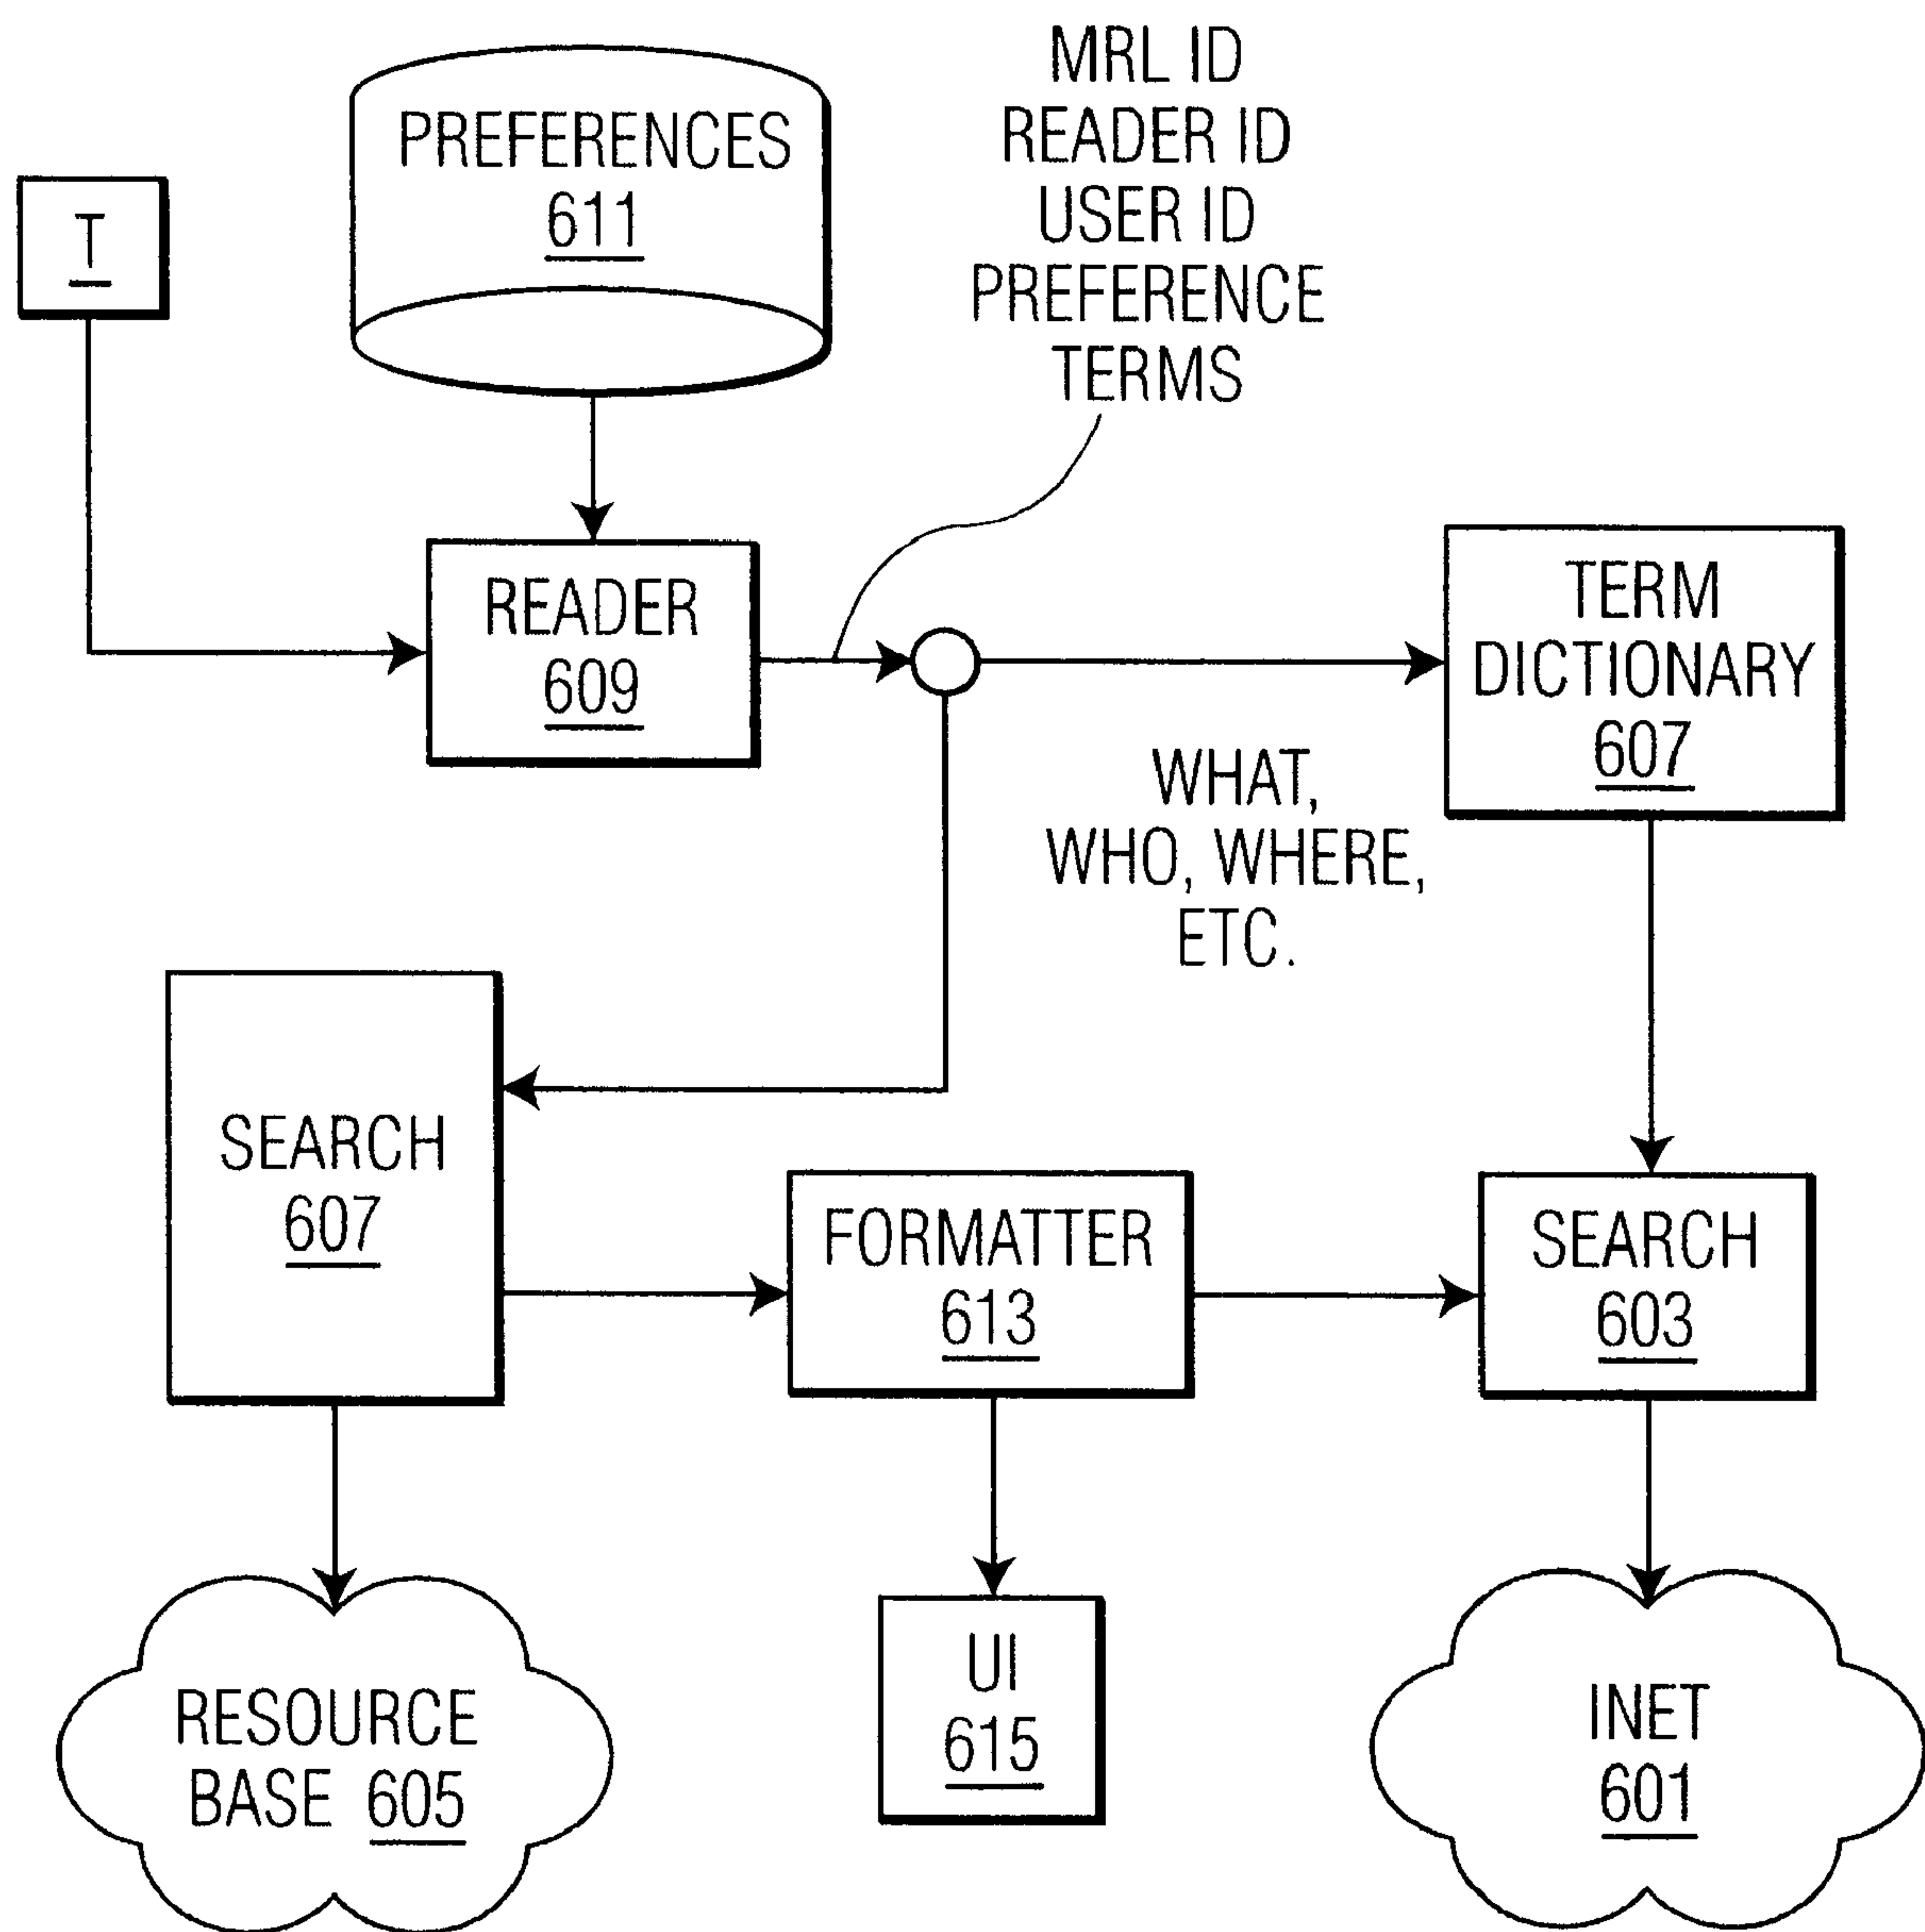 MRL ID
READER ID
USER ID
PREFERENCE
TERMS
PREFERENCES
611
T
READER
609
TERM
DICTIONARY
607
WHAT,
WHO, WHERE,
ETC.
SEARCH
607
FORMATTER
613
SEARCH
603
RESOURCE
BASE 605
UI
615
INET
601